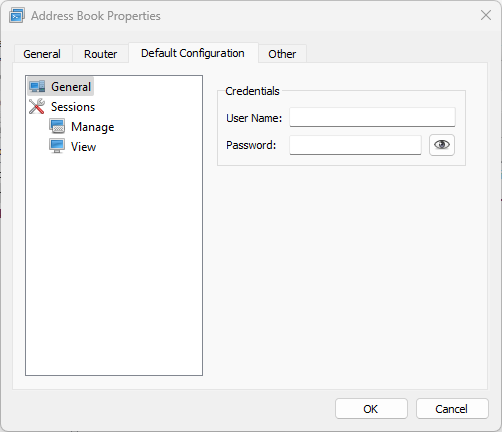 Address Book Properties
General
Router
Default Configuration
Other
General
Sessions
Manage
View
Credentials
User Name:
Password:
OK
Cancel